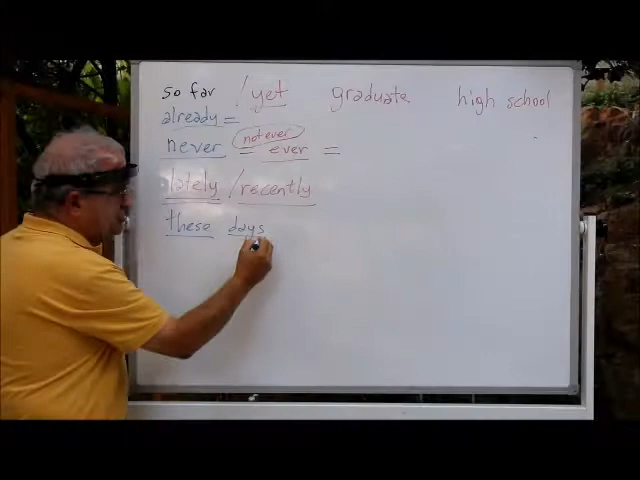 so far / yet graduate high school
already =
never = not ever = ever =
lately / recently
these days